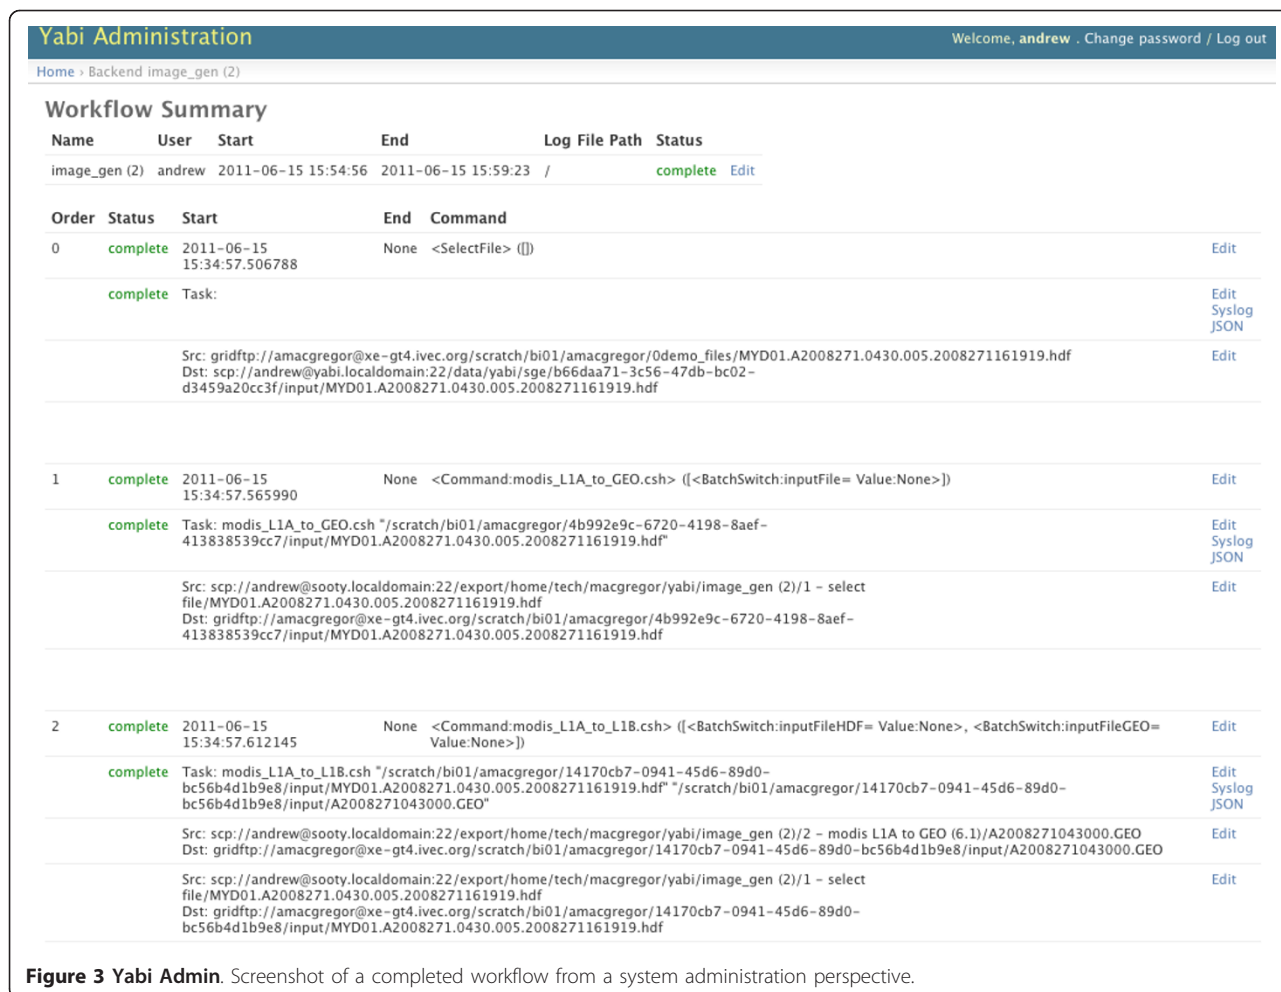 Yabi Administration
Welcome, andrew . Change password / Log out
Home › Backend image_gen (2)
Workflow Summary
Name User Start End Log File Path Status
image_gen (2) andrew 2011-06-15 15:54:56 2011-06-15 15:59:23 / complete Edit
Order Status Start End Command
0 complete 2011-06-15 None <SelectFile> ([]) Edit
15:34:57.506788
complete Task: Edit
Syslog
JSON
Src: gridftp://amacgregor@xe-gt4.ivec.org/scratch/bi01/amacgregor/0demo_files/MYD01.A2008271.0430.005.2008271161919.hdf Edit
Dst: scp://andrew@yabi.localdomain:22/data/yabi/sge/b66daa71-3c56-47db-bc02-
d3459a20cc3f/input/MYD01.A2008271.0430.005.2008271161919.hdf
1 complete 2011-06-15 None <Command:modis_L1A_to_GEO.csh> ([<BatchSwitch:inputFile= Value:None>]) Edit
15:34:57.565990
complete Task: modis_L1A_to_GEO.csh "/scratch/bi01/amacgregor/4b992e9c-6720-4198-8aef- Edit
413838539cc7/input/MYD01.A2008271.0430.005.2008271161919.hdf" Syslog
JSON
Src: scp://andrew@sooty.localdomain:22/export/home/tech/macgregor/yabi/image_gen (2)/1 - select Edit
file/MYD01.A2008271.0430.005.2008271161919.hdf
Dst: gridftp://amacgregor@xe-gt4.ivec.org/scratch/bi01/amacgregor/4b992e9c-6720-4198-8aef-
413838539cc7/input/MYD01.A2008271.0430.005.2008271161919.hdf
2 complete 2011-06-15 None <Command:modis_L1A_to_L1B.csh> ([<BatchSwitch:inputFileHDF= Value:None>, <BatchSwitch:inputFileGEO= Edit
15:34:57.612145 Value:None>])
complete Task: modis_L1A_to_L1B.csh "/scratch/bi01/amacgregor/14170cb7-0941-45d6-89d0- Edit
bc56b4d1b9e8/input/MYD01.A2008271.0430.005.2008271161919.hdf" "/scratch/bi01/amacgregor/14170cb7-0941-45d6-89d0- Syslog
bc56b4d1b9e8/input/A2008271043000.GEO" JSON
Src: scp://andrew@sooty.localdomain:22/export/home/tech/macgregor/yabi/image_gen (2)/2 - modis L1A to GEO (6.1)/A2008271043000.GEO Edit
Dst: gridftp://amacgregor@xe-gt4.ivec.org/scratch/bi01/amacgregor/14170cb7-0941-45d6-89d0-bc56b4d1b9e8/input/A2008271043000.GEO
Src: scp://andrew@sooty.localdomain:22/export/home/tech/macgregor/yabi/image_gen (2)/1 - select Edit
file/MYD01.A2008271.0430.005.2008271161919.hdf
Dst: gridftp://amacgregor@xe-gt4.ivec.org/scratch/bi01/amacgregor/14170cb7-0941-45d6-89d0-
bc56b4d1b9e8/input/MYD01.A2008271.0430.005.2008271161919.hdf
Figure 3 Yabi Admin. Screenshot of a completed workflow from a system administration perspective.